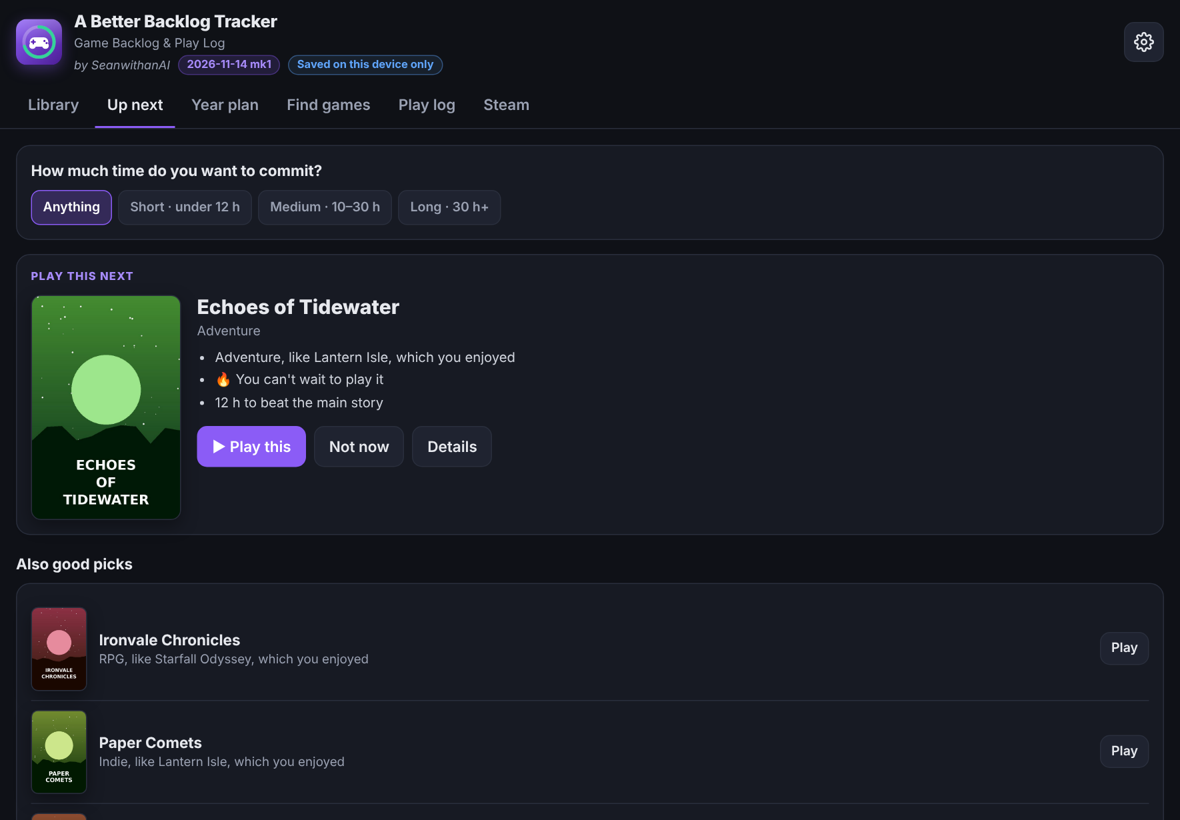 A Better Backlog Tracker
Game Backlog & Play Log
by SeanwithanAI 2026-11-14 mk1 Saved on this device only
Library Up next Year plan Find games Play log Steam
How much time do you want to commit?
Anything Short · under 12 h Medium · 10–30 h Long · 30 h+
PLAY THIS NEXT
ECHOES
OF
TIDEWATER
Echoes of Tidewater
Adventure
• Adventure, like Lantern Isle, which you enjoyed
• 🔥 You can't wait to play it
• 12 h to beat the main story
▶ Play this Not now Details
Also good picks
IRONVALE
CHRONICLES
Ironvale Chronicles
RPG, like Starfall Odyssey, which you enjoyed
Play
PAPER
COMETS
Paper Comets
Indie, like Lantern Isle, which you enjoyed
Play